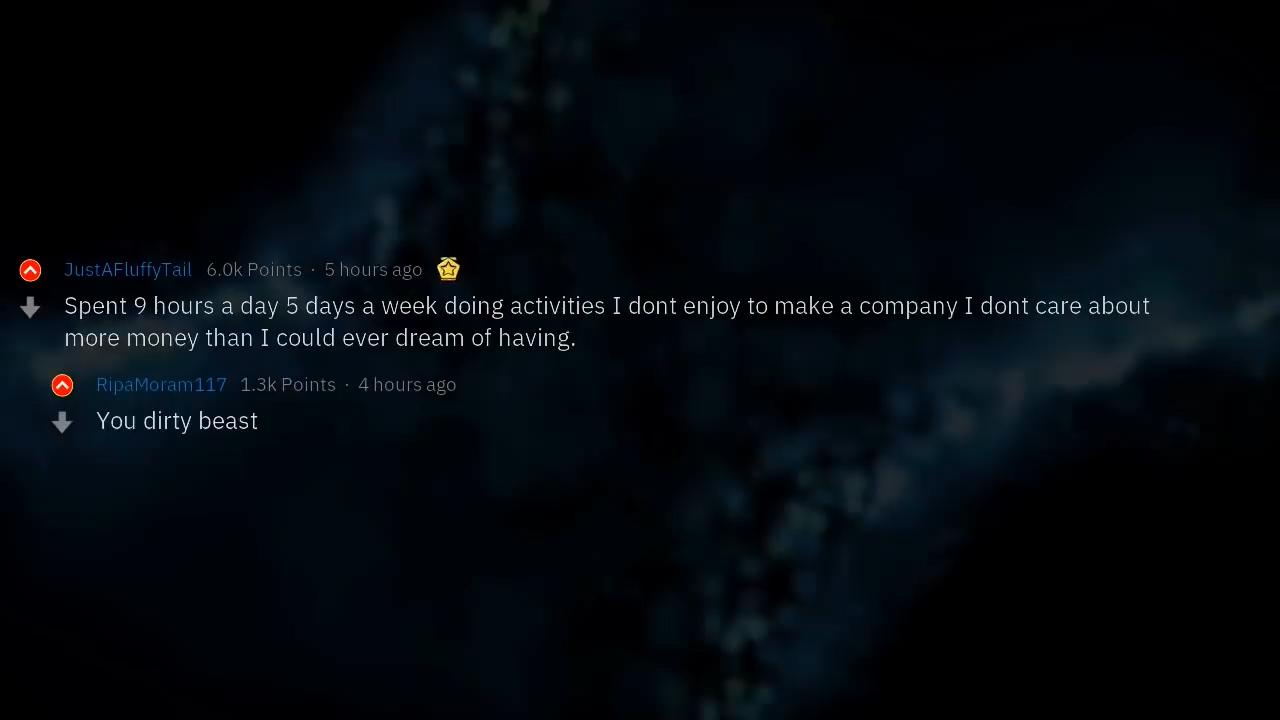 JustAFluffyTail 6.0k Points · 5 hours ago
Spent 9 hours a day 5 days a week doing activities I dont enjoy to make a company I dont care about
more money than I could ever dream of having.
RipaMoram117 1.3k Points · 4 hours ago
You dirty beast